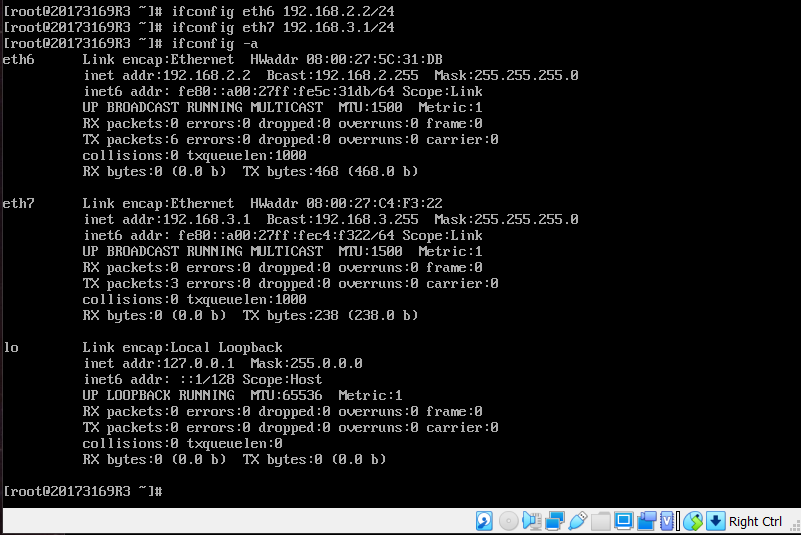 [root@20173169R3 ~]# ifconfig eth6 192.168.2.2/24
[root@20173169R3 ~]# ifconfig eth7 192.168.3.1/24
[root@20173169R3 ~]# ifconfig -a
eth6      Link encap:Ethernet  HWaddr 08:00:27:5C:31:DB
          inet addr:192.168.2.2  Bcast:192.168.2.255  Mask:255.255.255.0
          inet6 addr: fe80::a00:27ff:fe5c:31db/64 Scope:Link
          UP BROADCAST RUNNING MULTICAST  MTU:1500  Metric:1
          RX packets:0 errors:0 dropped:0 overruns:0 frame:0
          TX packets:6 errors:0 dropped:0 overruns:0 carrier:0
          collisions:0 txqueuelen:1000
          RX bytes:0 (0.0 b)  TX bytes:468 (468.0 b)
eth7      Link encap:Ethernet  HWaddr 08:00:27:C4:F3:22
          inet addr:192.168.3.1  Bcast:192.168.3.255  Mask:255.255.255.0
          inet6 addr: fe80::a00:27ff:fec4:f322/64 Scope:Link
          UP BROADCAST RUNNING MULTICAST  MTU:1500  Metric:1
          RX packets:0 errors:0 dropped:0 overruns:0 frame:0
          TX packets:3 errors:0 dropped:0 overruns:0 carrier:0
          collisions:0 txqueuelen:1000
          RX bytes:0 (0.0 b)  TX bytes:238 (238.0 b)
lo        Link encap:Local Loopback
          inet addr:127.0.0.1  Mask:255.0.0.0
          inet6 addr: ::1/128 Scope:Host
          UP LOOPBACK RUNNING  MTU:65536  Metric:1
          RX packets:0 errors:0 dropped:0 overruns:0 frame:0
          TX packets:0 errors:0 dropped:0 overruns:0 carrier:0
          collisions:0 txqueuelen:0
          RX bytes:0 (0.0 b)  TX bytes:0 (0.0 b)
[root@20173169R3 ~]#
Right Ctrl